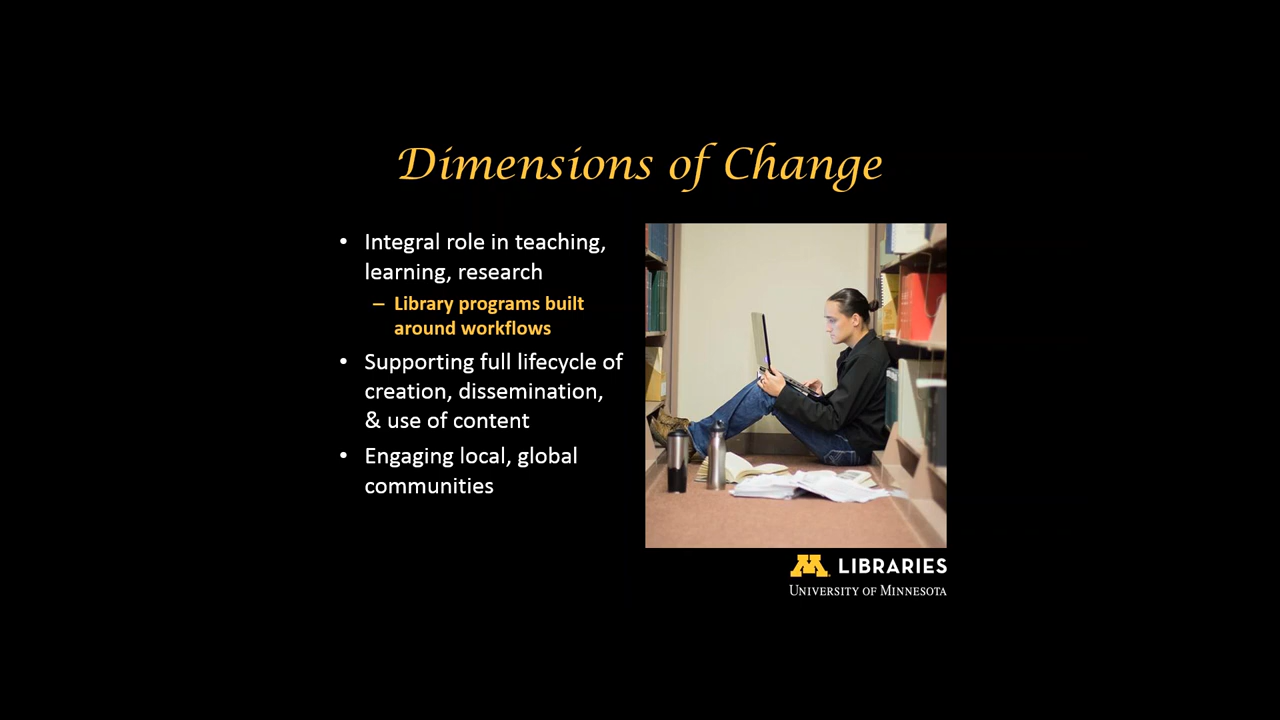 Dimensions of Change
• Integral role in teaching,
learning, research
– Library programs built
around workflows
• Supporting full lifecycle of
creation, dissemination,
& use of content
• Engaging local, global
communities
M LIBRARIES
UNIVERSITY OF MINNESOTA